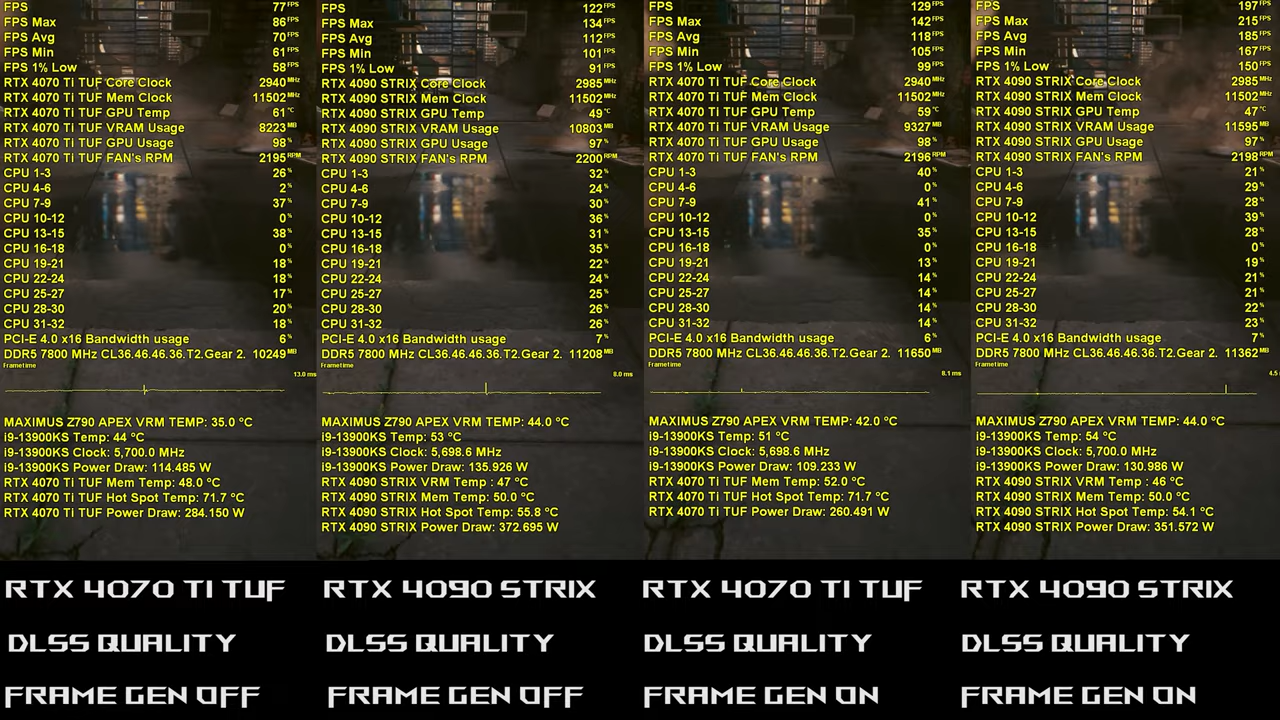 FPS 77 FPS
FPS Max 86 FPS
FPS Avg 70 FPS
FPS Min 61 FPS
FPS 1% Low 58 FPS
RTX 4070 Ti TUF Core Clock 2940 MHz
RTX 4070 Ti TUF Mem Clock 11502 MHz
RTX 4070 Ti TUF GPU Temp 61 °C
RTX 4070 Ti TUF VRAM Usage 8223 MB
RTX 4070 Ti TUF GPU Usage 98 %
RTX 4070 Ti TUF FAN's RPM 2195 RPM
CPU 1-3 26 %
CPU 4-6 2 %
CPU 7-9 37 %
CPU 10-12 0 %
CPU 13-15 38 %
CPU 16-18 0 %
CPU 19-21 18 %
CPU 22-24 18 %
CPU 25-27 17 %
CPU 28-30 20 %
CPU 31-32 18 %
PCI-E 4.0 x16 Bandwidth usage 6 %
DDR5 7800 MHz CL36.46.46.36.T2.Gear 2. 10249 MB
Frametime
13.0 ms
MAXIMUS Z790 APEX VRM TEMP: 35.0 °C
i9-13900KS Temp: 44 °C
i9-13900KS Clock: 5,700.0 MHz
i9-13900KS Power Draw: 114.485 W
RTX 4070 Ti TUF Mem Temp: 48.0 °C
RTX 4070 Ti TUF Hot Spot Temp: 71.7 °C
RTX 4070 Ti TUF Power Draw: 284.150 W
RTX 4070 TI TUF
DLSS QUALITY
FRAME GEN OFF
FPS 122 FPS
FPS Max 134 FPS
FPS Avg 112 FPS
FPS Min 101 FPS
FPS 1% Low 91 FPS
RTX 4090 STRIX Core Clock 2985 MHz
RTX 4090 STRIX Mem Clock 11502 MHz
RTX 4090 STRIX GPU Temp 49 °C
RTX 4090 STRIX VRAM Usage 10803 MB
RTX 4090 STRIX GPU Usage 97 %
RTX 4090 STRIX FAN's RPM 2200 RPM
CPU 1-3 32 %
CPU 4-6 24 %
CPU 7-9 30 %
CPU 10-12 36 %
CPU 13-15 31 %
CPU 16-18 35 %
CPU 19-21 22 %
CPU 22-24 24 %
CPU 25-27 25 %
CPU 28-30 26 %
CPU 31-32 26 %
PCI-E 4.0 x16 Bandwidth usage 7 %
DDR5 7800 MHz CL36.46.46.36.T2.Gear 2. 11208 MB
Frametime
8.0 ms
MAXIMUS Z790 APEX VRM TEMP: 44.0 °C
i9-13900KS Temp: 53 °C
i9-13900KS Clock: 5,698.6 MHz
i9-13900KS Power Draw: 135.926 W
RTX 4090 STRIX VRM Temp : 47 °C
RTX 4090 STRIX Mem Temp: 50.0 °C
RTX 4090 STRIX Hot Spot Temp: 55.8 °C
RTX 4090 STRIX Power Draw: 372.695 W
RTX 4090 STRIX
DLSS QUALITY
FRAME GEN OFF
FPS 129 FPS
FPS Max 142 FPS
FPS Avg 118 FPS
FPS Min 105 FPS
FPS 1% Low 99 FPS
RTX 4070 Ti TUF Core Clock 2940 MHz
RTX 4070 Ti TUF Mem Clock 11502 MHz
RTX 4070 Ti TUF GPU Temp 59 °C
RTX 4070 Ti TUF VRAM Usage 9327 MB
RTX 4070 Ti TUF GPU Usage 98 %
RTX 4070 Ti TUF FAN's RPM 2196 RPM
CPU 1-3 40 %
CPU 4-6 0 %
CPU 7-9 41 %
CPU 10-12 0 %
CPU 13-15 35 %
CPU 16-18 0 %
CPU 19-21 13 %
CPU 22-24 14 %
CPU 25-27 14 %
CPU 28-30 14 %
CPU 31-32 14 %
PCI-E 4.0 x16 Bandwidth usage 6 %
DDR5 7800 MHz CL36.46.46.36.T2.Gear 2. 11650 MB
Frametime
8.1 ms
MAXIMUS Z790 APEX VRM TEMP: 42.0 °C
i9-13900KS Temp: 51 °C
i9-13900KS Clock: 5,698.6 MHz
i9-13900KS Power Draw: 109.233 W
RTX 4070 Ti TUF Mem Temp: 52.0 °C
RTX 4070 Ti TUF Hot Spot Temp: 71.7 °C
RTX 4070 Ti TUF Power Draw: 260.491 W
RTX 4070 TI TUF
DLSS QUALITY
FRAME GEN ON
FPS 197 FPS
FPS Max 215 FPS
FPS Avg 185 FPS
FPS Min 167 FPS
FPS 1% Low 150 FPS
RTX 4090 STRIX Core Clock 2985 MHz
RTX 4090 STRIX Mem Clock 11502 MHz
RTX 4090 STRIX GPU Temp 47 °C
RTX 4090 STRIX VRAM Usage 11595 MB
RTX 4090 STRIX GPU Usage 97 %
RTX 4090 STRIX FAN's RPM 2198 RPM
CPU 1-3 21 %
CPU 4-6 29 %
CPU 7-9 28 %
CPU 10-12 39 %
CPU 13-15 28 %
CPU 16-18 0 %
CPU 19-21 19 %
CPU 22-24 21 %
CPU 25-27 21 %
CPU 28-30 22 %
CPU 31-32 23 %
PCI-E 4.0 x16 Bandwidth usage 7 %
DDR5 7800 MHz CL36.46.46.36.T2.Gear 2. 11362 MB
Frametime
4.5
MAXIMUS Z790 APEX VRM TEMP: 44.0 °C
i9-13900KS Temp: 54 °C
i9-13900KS Clock: 5,700.0 MHz
i9-13900KS Power Draw: 130.986 W
RTX 4090 STRIX VRM Temp : 46 °C
RTX 4090 STRIX Mem Temp: 50.0 °C
RTX 4090 STRIX Hot Spot Temp: 54.1 °C
RTX 4090 STRIX Power Draw: 351.572 W
RTX 4090 STRIX
DLSS QUALITY
FRAME GEN ON